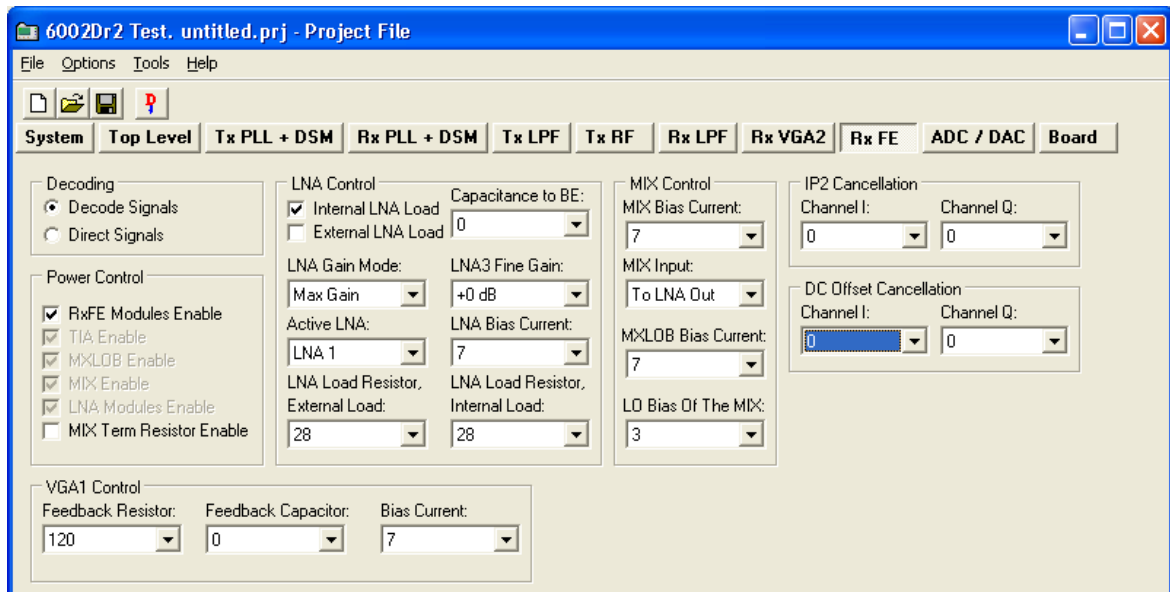 6002Dr2 Test. untitled.prj - Project File
File Options Tools Help
System Top Level Tx PLL + DSM Rx PLL + DSM Tx LPF Tx RF Rx LPF Rx VGA2 Rx FE ADC / DAC Board
Decoding
Decode Signals
Direct Signals
Power Control
RxFE Modules Enable
TIA Enable
MXLOB Enable
MIX Enable
LNA Modules Enable
MIX Term Resistor Enable
LNA Control
Internal LNA Load
External LNA Load
Capacitance to BE:
0
LNA Gain Mode:
Max Gain
LNA3 Fine Gain:
+0 dB
Active LNA:
LNA 1
LNA Bias Current:
7
LNA Load Resistor,
External Load:
28
LNA Load Resistor,
Internal Load:
28
MIX Control
MIX Bias Current:
7
MIX Input:
To LNA Out
MXLOB Bias Current:
7
LO Bias Of The MIX:
3
IP2 Cancellation
Channel I:
0
Channel Q:
0
DC Offset Cancellation
Channel I:
0
Channel Q:
0
VGA1 Control
Feedback Resistor:
120
Feedback Capacitor:
0
Bias Current:
7